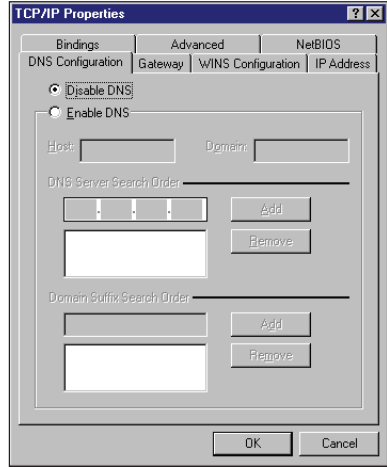 TCP/IP Properties
Bindings Advanced NetBIOS
DNS Configuration Gateway WINS Configuration IP Address
Disable DNS
Enable DNS
Host: Domain:
DNS Server Search Order
Add
Remove
Domain Suffix Search Order
Add
Remove
OK Cancel